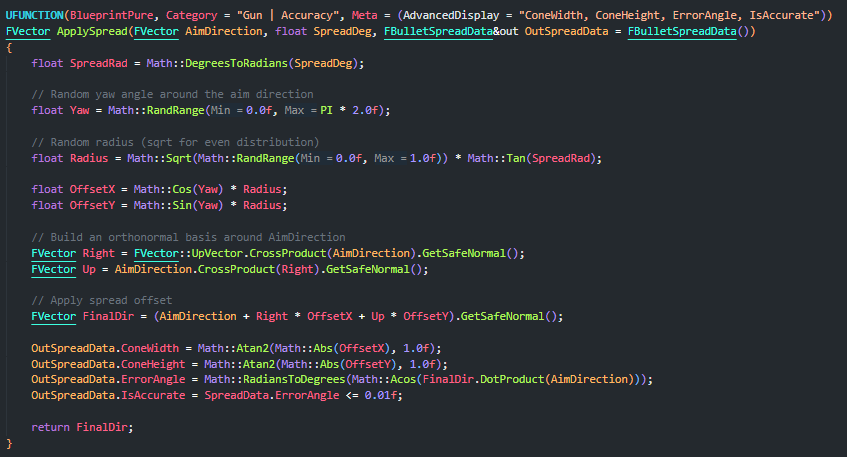 UFUNCTION(BlueprintPure, Category = "Gun | Accuracy", Meta = (AdvancedDisplay = "ConeWidth, ConeHeight, ErrorAngle, IsAccurate"))
FVector ApplySpread(FVector AimDirection, float SpreadDeg, FBulletSpreadData&out OutSpreadData = FBulletSpreadData())
{
    float SpreadRad = Math::DegreesToRadians(SpreadDeg);
    // Random yaw angle around the aim direction
    float Yaw = Math::RandRange(Min = 0.0f, Max = PI * 2.0f);
    // Random radius (sqrt for even distribution)
    float Radius = Math::Sqrt(Math::RandRange(Min = 0.0f, Max = 1.0f)) * Math::Tan(SpreadRad);
    float OffsetX = Math::Cos(Yaw) * Radius;
    float OffsetY = Math::Sin(Yaw) * Radius;
    // Build an orthonormal basis around AimDirection
    FVector Right = FVector::UpVector.CrossProduct(AimDirection).GetSafeNormal();
    FVector Up = AimDirection.CrossProduct(Right).GetSafeNormal();
    // Apply spread offset
    FVector FinalDir = (AimDirection + Right * OffsetX + Up * OffsetY).GetSafeNormal();
    OutSpreadData.ConeWidth = Math::Atan2(Math::Abs(OffsetX), 1.0f);
    OutSpreadData.ConeHeight = Math::Atan2(Math::Abs(OffsetY), 1.0f);
    OutSpreadData.ErrorAngle = Math::RadiansToDegrees(Math::Acos(FinalDir.DotProduct(AimDirection)));
    OutSpreadData.IsAccurate = SpreadData.ErrorAngle <= 0.01f;
    return FinalDir;
}